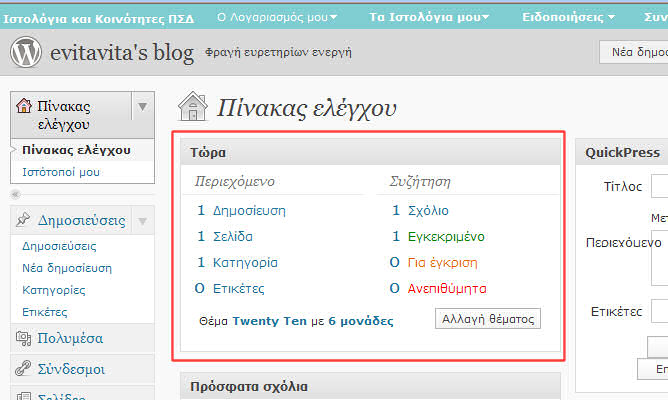 Ιστολόγια και Κοινότητες ΠΣΔ Ο Λογαριασμός μου Τα Ιστολόγια μου Ειδοποιήσεις Συν
evitavita's blog Φραγή ευρετηρίων ενεργή Νέα δημοσ
Πίνακας ελέγχου
Πίνακας ελέγχου
Ιστότοποί μου
Δημοσιεύσεις
Δημοσιεύσεις
Νέα δημοσίευση
Κατηγορίες
Ετικέτες
Πολυμέσα
Σύνδεσμοι
Σελίδες
Πίνακας ελέγχου
Τώρα
Περιεχόμενο Συζήτηση
1 Δημοσίευση 1 Σχόλιο
1 Σελίδα 1 Εγκεκριμένο
1 Κατηγορία 0 Για έγκριση
0 Ετικέτες 0 Ανεπιθύμητα
Θέμα Twenty Ten με 6 μονάδες Αλλαγή θέματος
Πρόσφατα σχόλια
QuickPress
Τίτλος
Με
Περιεχόμενο
Ετικέτες
Επ